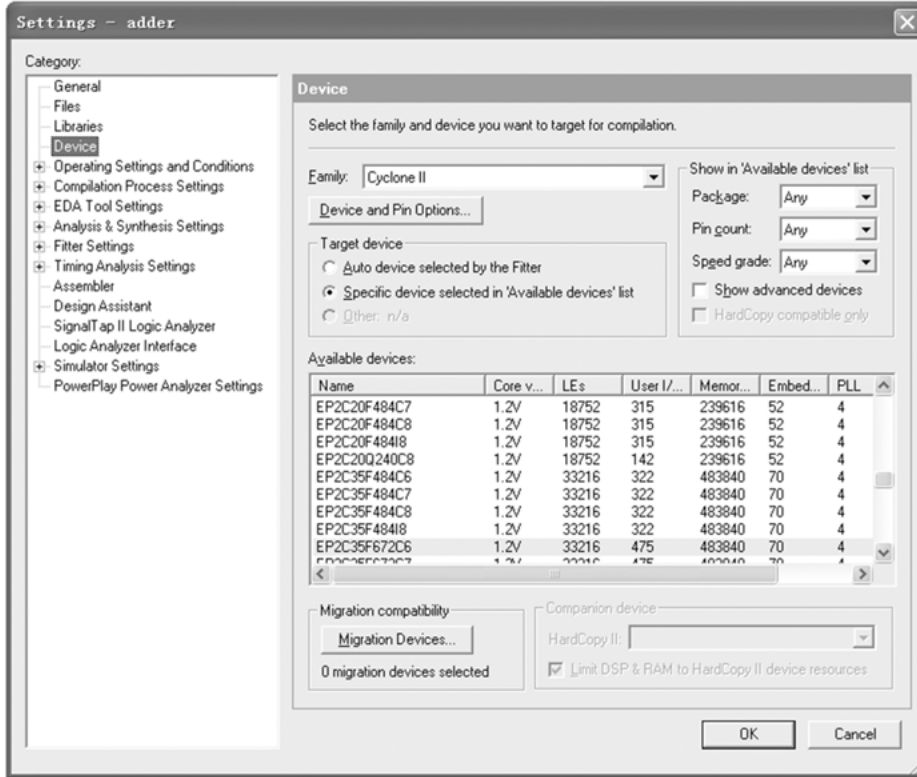 Settings - adder
Category:
General
Files
Libraries
Device
Operating Settings and Conditions
Compilation Process Settings
EDA Tool Settings
Analysis & Synthesis Settings
Fitter Settings
Timing Analysis Settings
Assembler
Design Assistant
SignalTap II Logic Analyzer
Logic Analyzer Interface
Simulator Settings
PowerPlay Power Analyzer Settings
Device
Select the family and device you want to target for compilation.
Family: Cyclone II
Device and Pin Options...
Show in 'Available devices' list
Package: Any
Pin count: Any
Speed grade: Any
Show advanced devices
HardCopy compatible only
Target device
Auto device selected by the Fitter
Specific device selected in 'Available devices' list
Other: n/a
Available devices:
Name Core v... LEs User I/... Memor... Embed... PLL
EP2C20F484C7 1.2V 18752 315 239616 52 4
EP2C20F484C8 1.2V 18752 315 239616 52 4
EP2C20F484I8 1.2V 18752 315 239616 52 4
EP2C20Q240C8 1.2V 18752 142 239616 52 4
EP2C35F484C6 1.2V 33216 322 483840 70 4
EP2C35F484C7 1.2V 33216 322 483840 70 4
EP2C35F484C8 1.2V 33216 322 483840 70 4
EP2C35F484I8 1.2V 33216 322 483840 70 4
EP2C35F672C6 1.2V 33216 475 483840 70 4
EP2C35F672C7 1.2V 33216 475 483840 70 4
Migration compatibility
Migration Devices...
0 migration devices selected
Companion device
HardCopy II:
Limit DSP & RAM to HardCopy II device resources
OK
Cancel